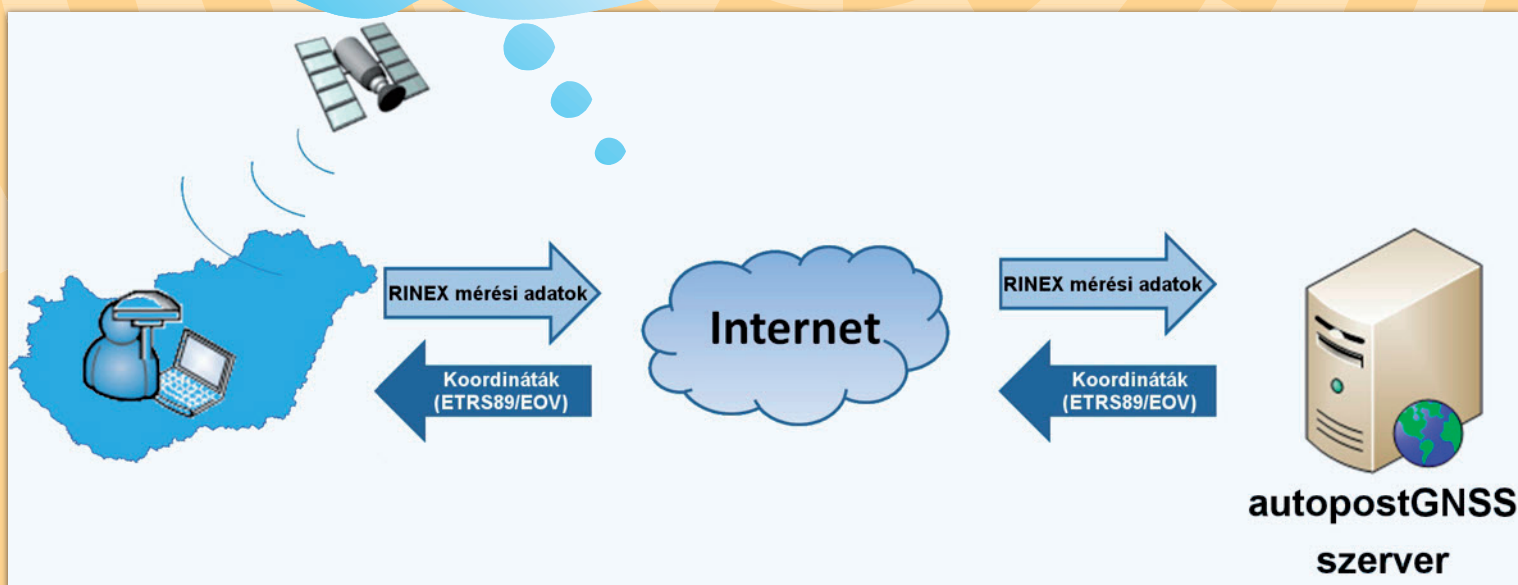 RINEX mérési adatok
Koordináták
(ETRS89/EOV)
Internet
RINEX mérési adatok
Koordináták
(ETRS89/EOV)
autopostGNSS
szerver